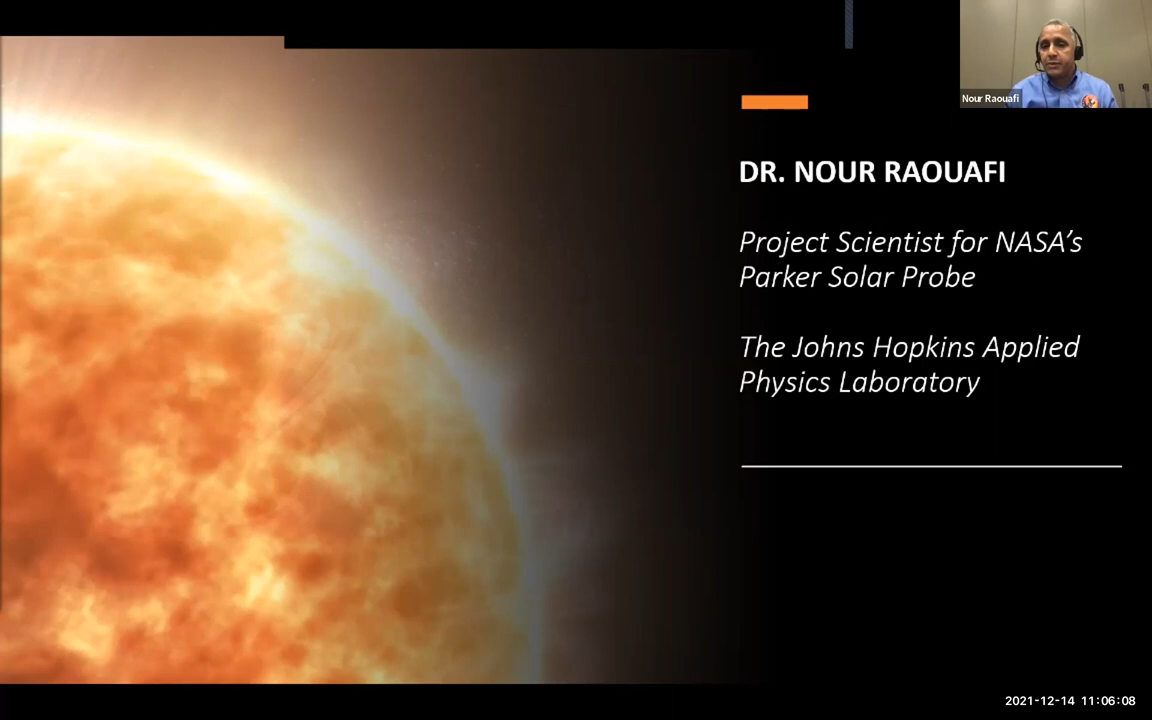 Nour Raouafi
DR. NOUR RAOUAFI
Project Scientist for NASA's
Parker Solar Probe
The Johns Hopkins Applied
Physics Laboratory
2021-12-14 11:06:08